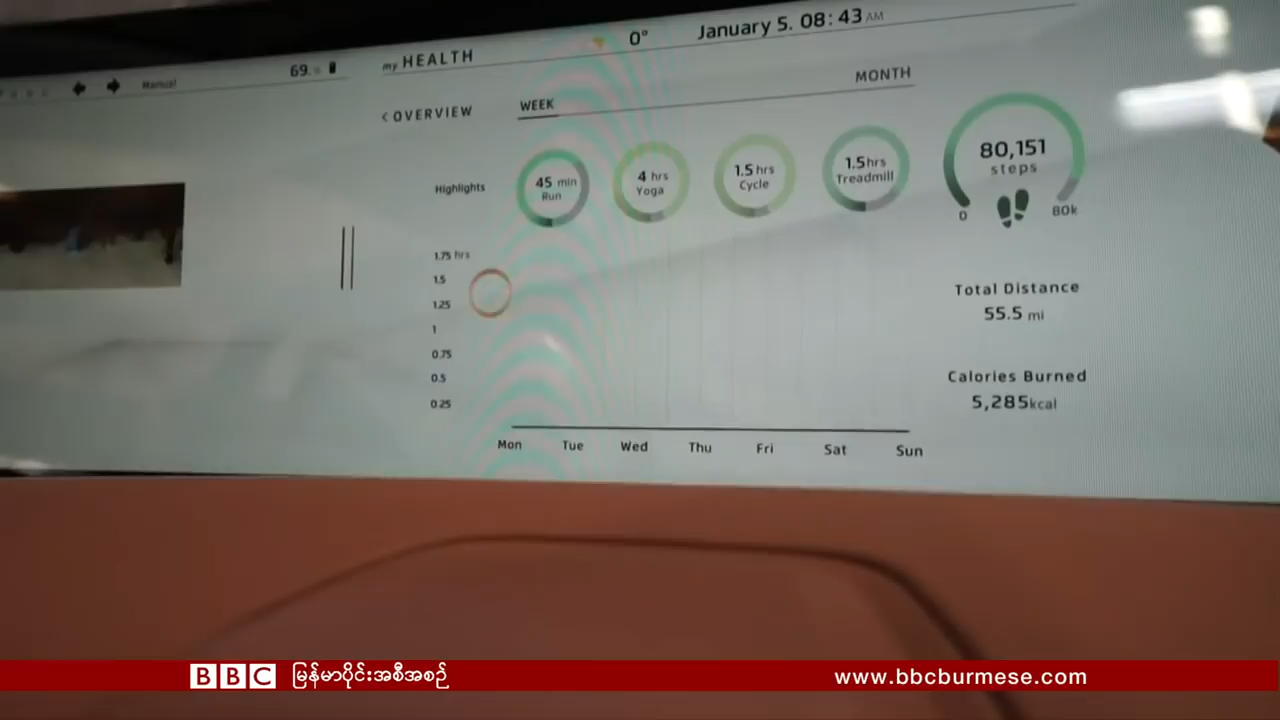 0°
January 5. 08:43 AM
69.
Manual
my HEALTH
< OVERVIEW
WEEK
MONTH
Highlights
45 min
Run
4 hrs
Yoga
1.5 hrs
Cycle
1.5 hrs
Treadmill
80,151
steps
0
80k
1.75 hrs
1.5
1.25
1
0.75
0.5
0.25
Mon Tue Wed Thu Fri Sat Sun
Total Distance
55.5 mi
Calories Burned
5,285kcal
BBC မြန်မာပိုင်းအစီအစဉ်
www.bbcburmese.com